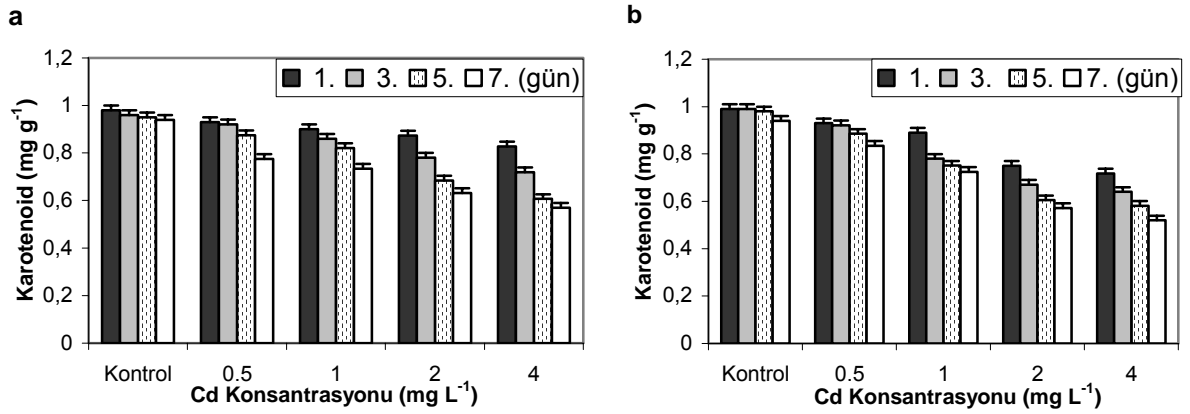 a
1,2
1
0,8
0,6
0,4
0,2
0
Karotenoid (mg g-1)
1. 3. 5. 7. (gün)
Kontrol 0.5 1 2 4
Cd Konsantrasyonu (mg L-1)
b
1,2
1
0,8
0,6
0,4
0,2
0
Karotenoid (mg g-1)
1. 3. 5. 7. (gün)
Kontrol 0.5 1 2 4
Cd Konsantrasyonu (mg L-1)